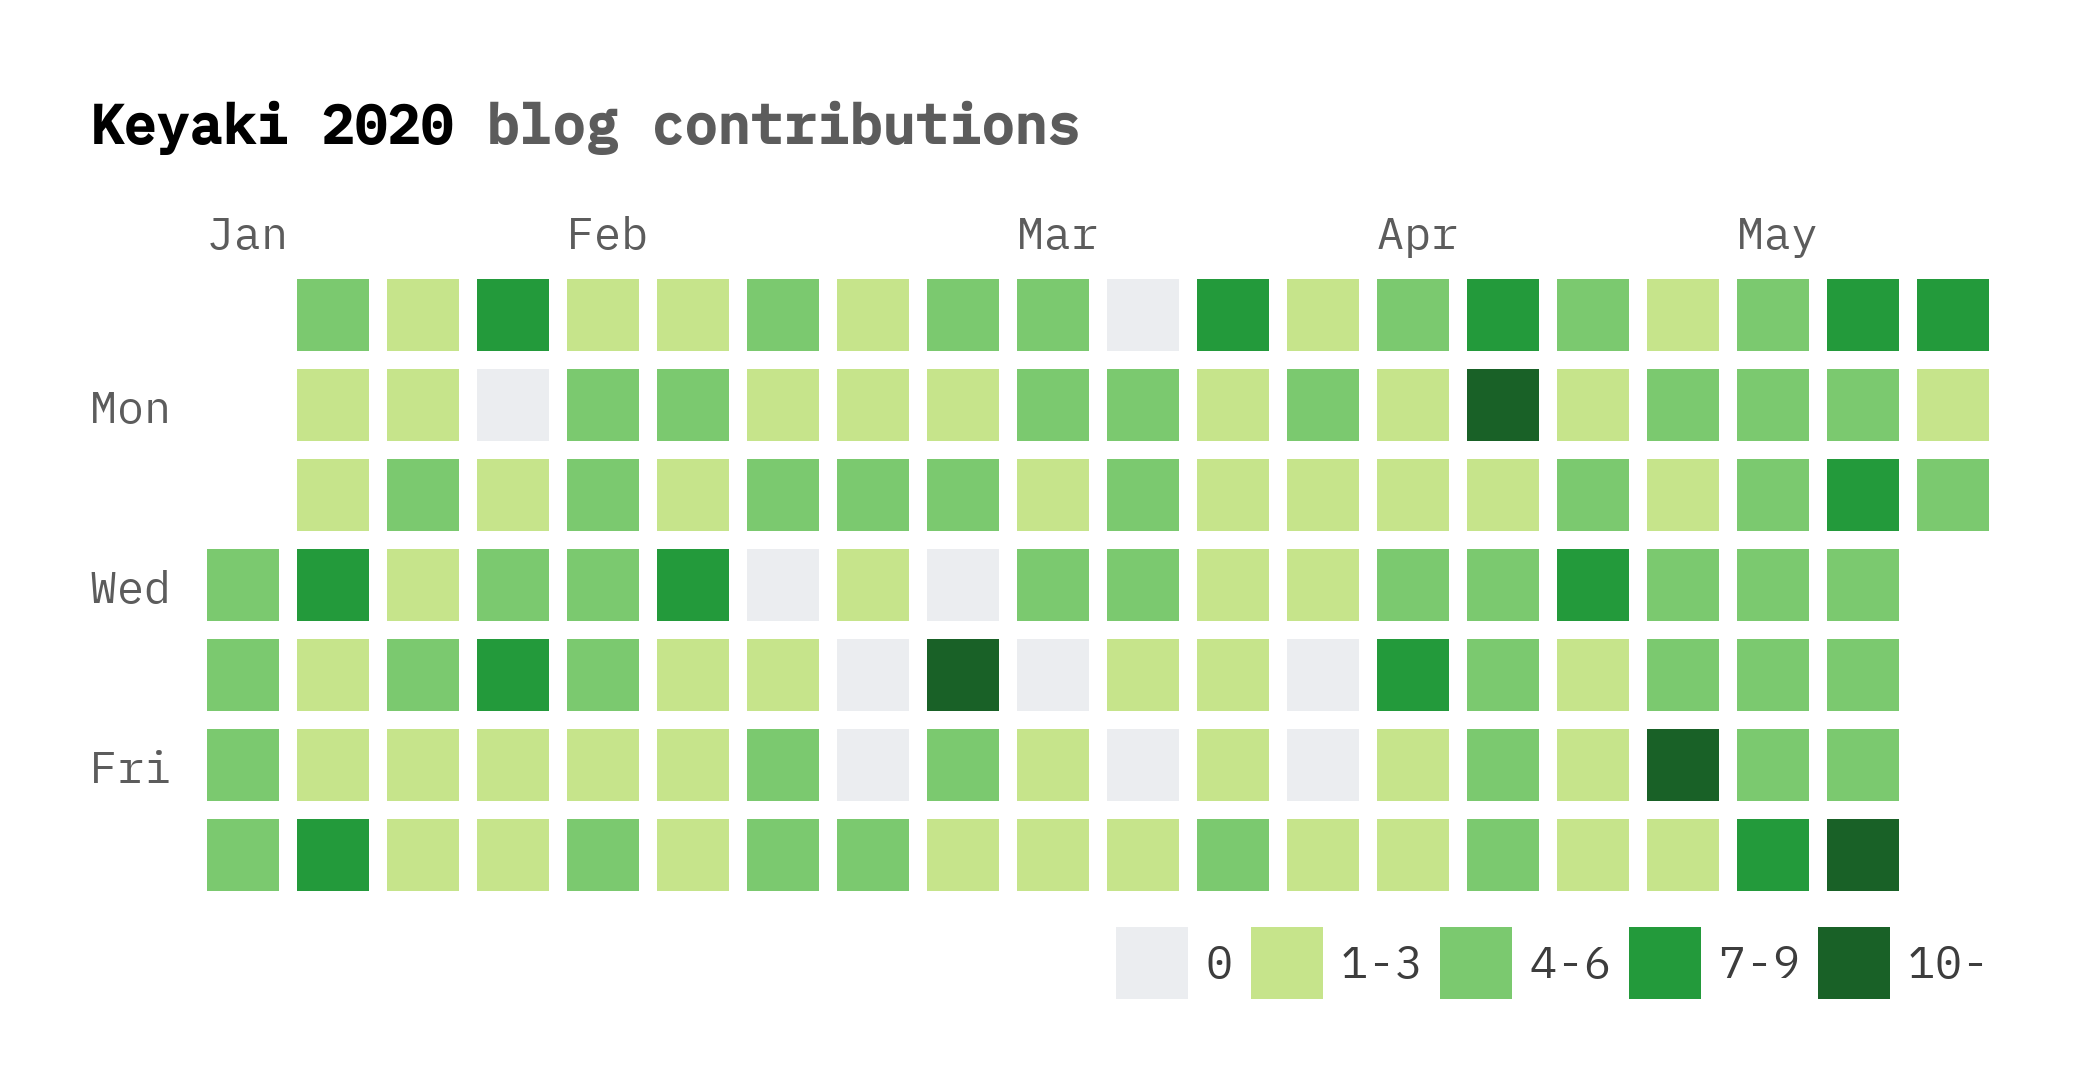 Keyaki 2020 blog contributions
Jan Feb Mar Apr May
Mon
Wed
Fri
0 1-3 4-6 7-9 10-